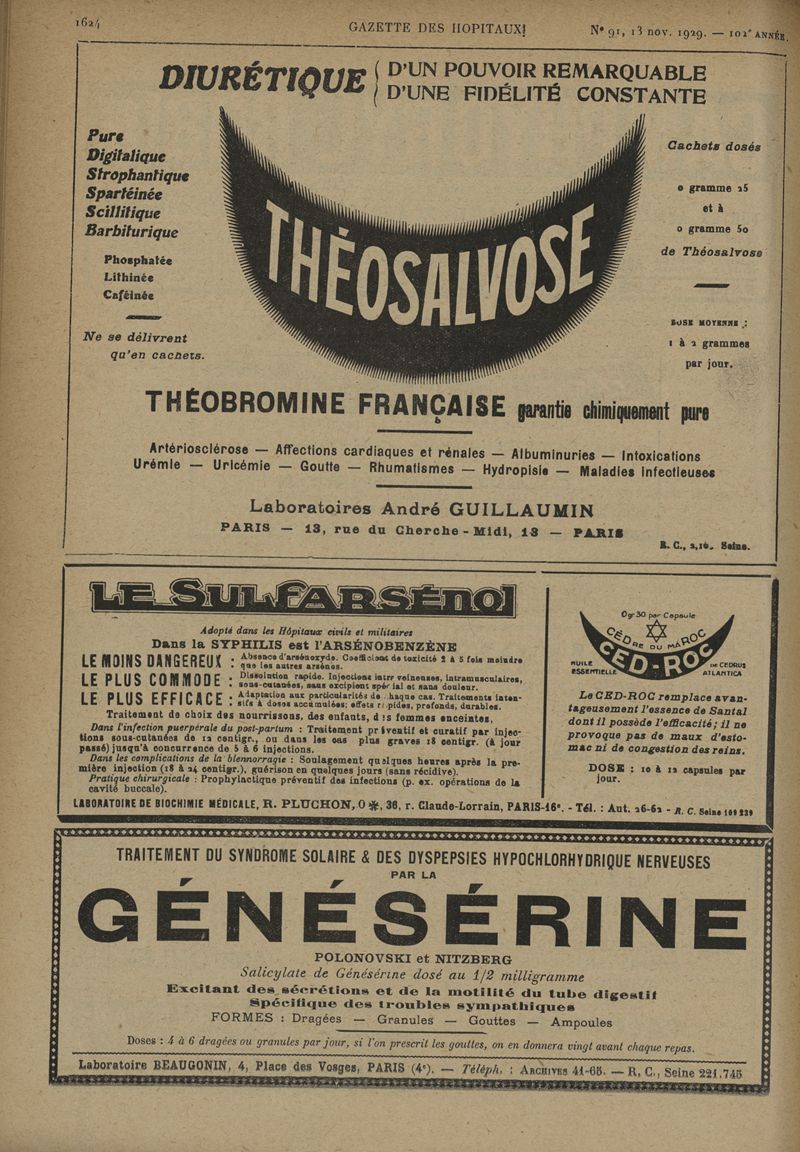 1624
GAZETTE DES HOPITAUX
N° 91, 13 nov. 1929. — 102e ANNÉE.
DIURÉTIQUE
D'UN POUVOIR REMARQUABLE
D'UNE FIDÉLITÉ CONSTANTE
Pure
Digitalique
Strophantique
Spartéinée
Scillitique
Barbiturique
Phosphatée
Lithinée
Caféinée
Ne se délivrent
qu'en cachets.
THÉOSALVOSE
Cachets dosés
0 gramme 25
et à
0 gramme 50
de Théosalvose
DOSE MOYENNE :
1 à 2 grammes
par jour.
THÉOBROMINE FRANÇAISE garantie chimiquement pure
Artériosclérose — Affections cardiaques et rénales — Albuminuries — Intoxications
Urémie — Uricémie — Goutte — Rhumatismes — Hydropisie — Maladies Infectieuses
Laboratoires André GUILLAUMIN
PARIS — 13, rue du Cherche-Midi, 13 — PARIS
R. C., 2,160 Seine.
LE SULFARSÉNOL
Adopté dans les Hôpitaux civils et militaires
Dans la SYPHILIS est l'ARSÉNOBENZÈNE
LE MOINS DANGEREUX : Absence d'arsénoxyde. Coefficient de toxicité 2 à 5 fois moindre
que les autres arsénos.
LE PLUS COMMODE : Dissolution rapide. Injections intraveineuses, intramusculaires,
sous-cutanées, sans excipient spécial et sans douleur.
LE PLUS EFFICACE : Adaptation aux particularités de chaque cas. Traitements inten-
sifs à doses accumulées; effets rapides, profonds, durables.
Traitement de choix des nourrissons, des enfants, des femmes enceintes,
Dans l'infection puerpérale du post-partum : Traitement préventif et curatif par injec-
tions sous-cutanées de 12 centigr., ou dans les cas plus graves 18 centigr. (à jour
passé) jusqu'à concurrence de 5 à 6 injections.
Dans les complications de la blennorragie : Soulagement quelques heures après la pre-
mière injection (18 à 24 centigr.), guérison en quelques jours (sans récidive).
Pratique chirurgicale : Prophylactique préventif des infections (p. ex. opérations de la
cavité buccale).
0gr30 par Capsule
CÈDRE DU MAROC
CED-ROC
HUILE
ESSENTIELLE
DE CEDRUS
ATLANTICA
Le CED-ROC remplace avan-
tageusement l'essence de Santal
dont il possède l'efficacité; il ne
provoque pas de maux d'esto-
mac ni de congestion des reins.
DOSE : 10 à 12 capsules par
jour.
LABORATOIRE DE BIOCHIMIE MÉDICALE, R. PLUCHON, O ✻, 36, r. Claude-Lorrain, PARIS-16e. - Tél. : Aut. 26-62 - R. C. Seine 109 239
TRAITEMENT DU SYNDROME SOLAIRE & DES DYSPEPSIES HYPOCHLORHYDRIQUE NERVEUSES
PAR LA
GÉNÉSÉRINE
POLONOVSKI et NITZBERG
Salicylate de Génésérine dosé au 1/2 milligramme
Excitant des sécrétions et de la motilité du tube digestif
Spécifique des troubles sympathiques
FORMES : Dragées — Granules — Gouttes — Ampoules
Doses : 4 à 6 dragées ou granules par jour, si l'on prescrit les gouttes, on en donnera vingt avant chaque repas.
Laboratoire BEAUGONIN, 4, Place des Vosges, PARIS (4e). — Téléph. : ARCHIVES 41-65. — R. C., Seine 221.745